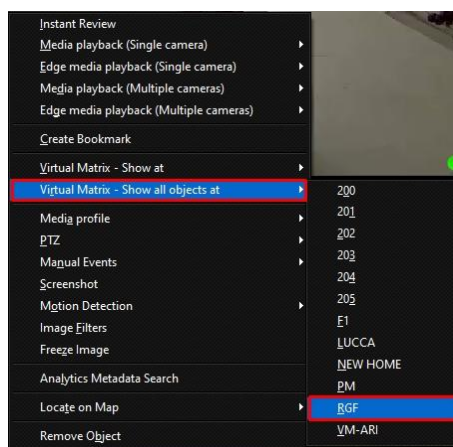 Instant Review
Media playback (Single camera)
Edge media playback (Single camera)
Media playback (Multiple cameras)
Edge media playback (Multiple cameras)
Create Bookmark
Virtual Matrix - Show at
Virtual Matrix - Show all objects at
Media profile
PTZ
Manual Events
Screenshot
Motion Detection
Image Filters
Freeze Image
Analytics Metadata Search
Locate on Map
Remove Object
200
201
202
203
204
205
F1
LUCCA
NEW HOME
PM
RGF
VM-ARI